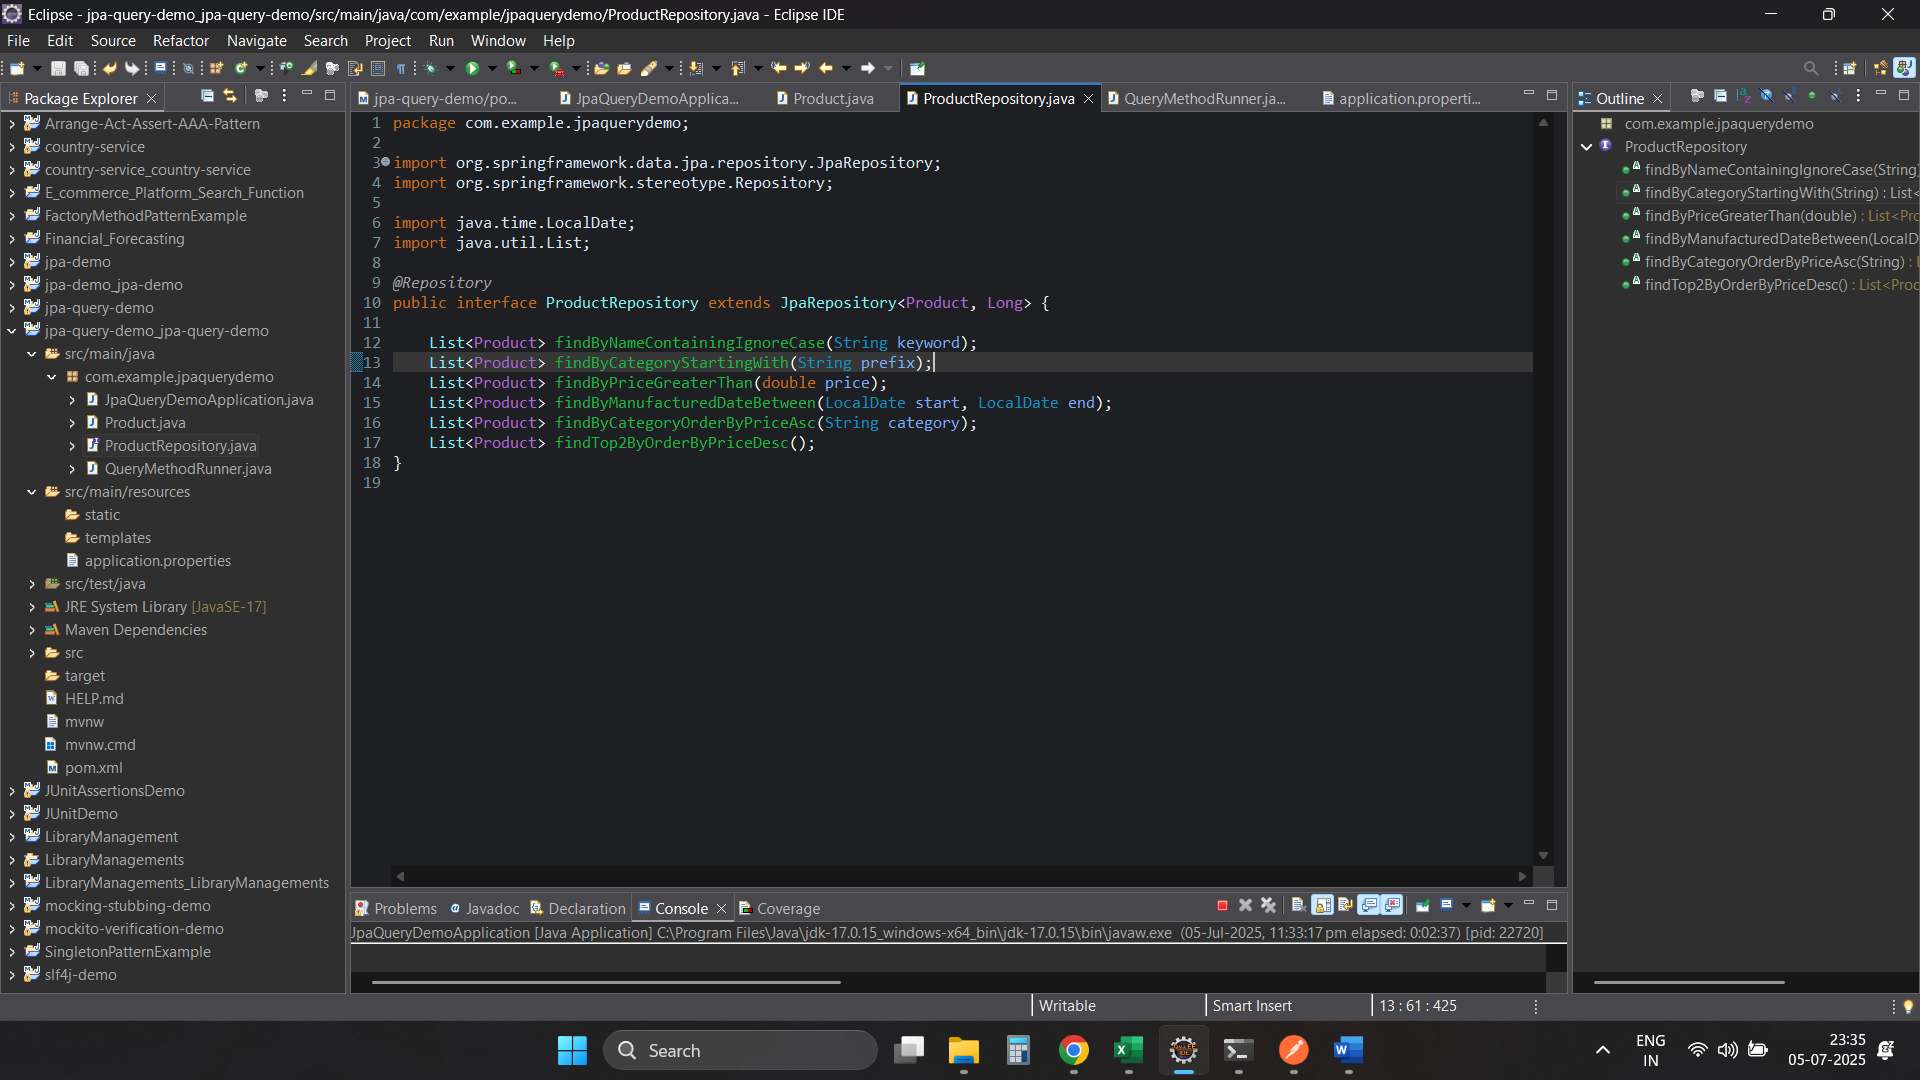 Eclipse - jpa-query-demo_jpa-query-demo/src/main/java/com/example/jpaquerydemo/ProductRepository.java - Eclipse IDE
File Edit Source Refactor Navigate Search Project Run Window Help
Package Explorer
Arrange-Act-Assert-AAA-Pattern
country-service
country-service_country-service
E_commerce_Platform_Search_Function
FactoryMethodPatternExample
Financial_Forecasting
jpa-demo
jpa-demo_jpa-demo
jpa-query-demo
jpa-query-demo_jpa-query-demo
src/main/java
com.example.jpaquerydemo
JpaQueryDemoApplication.java
Product.java
ProductRepository.java
QueryMethodRunner.java
src/main/resources
static
templates
application.properties
src/test/java
JRE System Library [JavaSE-17]
Maven Dependencies
src
target
HELP.md
mvnw
mvnw.cmd
pom.xml
JUnitAssertionsDemo
JUnitDemo
LibraryManagement
LibraryManagements
LibraryManagements_LibraryManagements
mocking-stubbing-demo
mockito-verification-demo
SingletonPatternExample
slf4j-demo
jpa-query-demo/po... JpaQueryDemoApplica... Product.java ProductRepository.java QueryMethodRunner.ja... application.properti...
1 package com.example.jpaquerydemo;
2
3 import org.springframework.data.jpa.repository.JpaRepository;
4 import org.springframework.stereotype.Repository;
5
6 import java.time.LocalDate;
7 import java.util.List;
8
9 @Repository
10 public interface ProductRepository extends JpaRepository<Product, Long> {
11
12 List<Product> findByNameContainingIgnoreCase(String keyword);
13 List<Product> findByCategoryStartingWith(String prefix);
14 List<Product> findByPriceGreaterThan(double price);
15 List<Product> findByManufacturedDateBetween(LocalDate start, LocalDate end);
16 List<Product> findByCategoryOrderByPriceAsc(String category);
17 List<Product> findTop2ByOrderByPriceDesc();
18 }
19
Outline
com.example.jpaquerydemo
ProductRepository
findByNameContainingIgnoreCase(String)
findByCategoryStartingWith(String) : List<
findByPriceGreaterThan(double) : List<Pro
findByManufacturedDateBetween(LocalD
findByCategoryOrderByPriceAsc(String) : l
findTop2ByOrderByPriceDesc() : List<Proc
Problems Javadoc Declaration Console Coverage
JpaQueryDemoApplication [Java Application] C:\Program Files\Java\jdk-17.0.15_windows-x64_bin\jdk-17.0.15\bin\javaw.exe (05-Jul-2025, 11:33:17 pm elapsed: 0:02:37) [pid: 22720]
Writable Smart Insert 13 : 61 : 425
Search
ENG
IN
23:35
05-07-2025